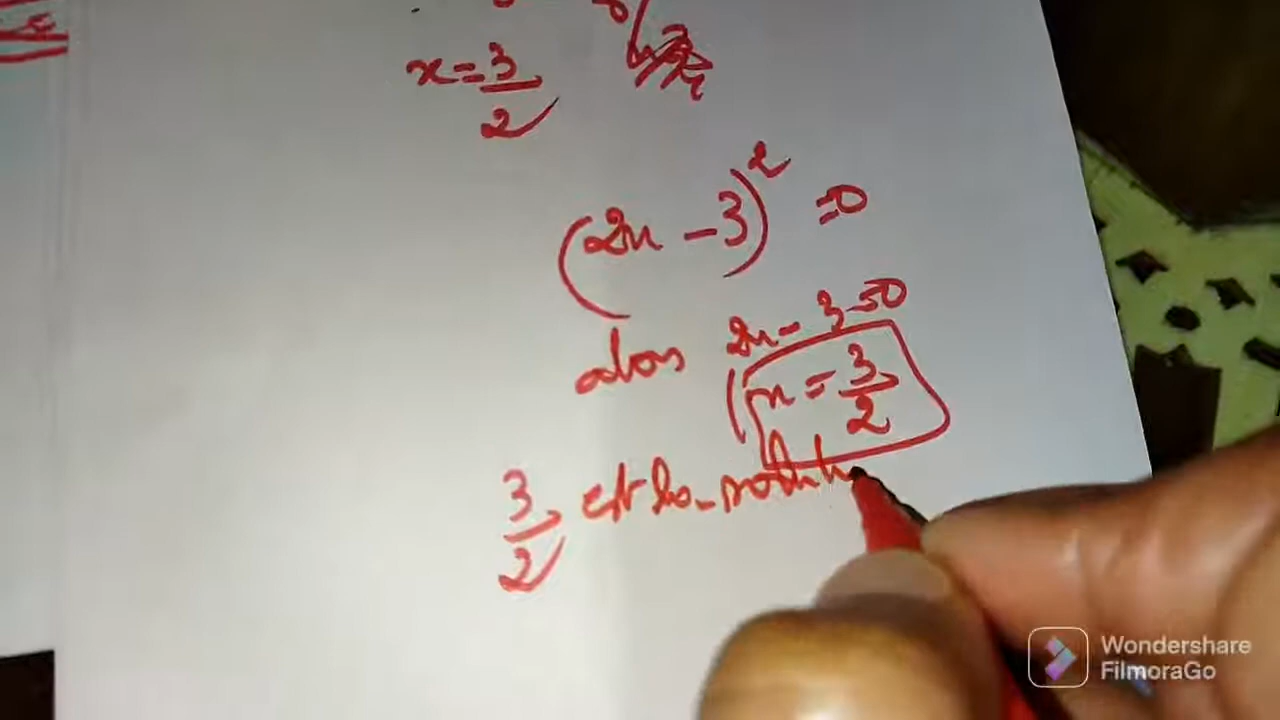 x = 3/2
(2x - 3)² = 0
alors 2x - 3 = 0
x = 3/2
3/2 est la solution
Wondershare
FilmoraGo